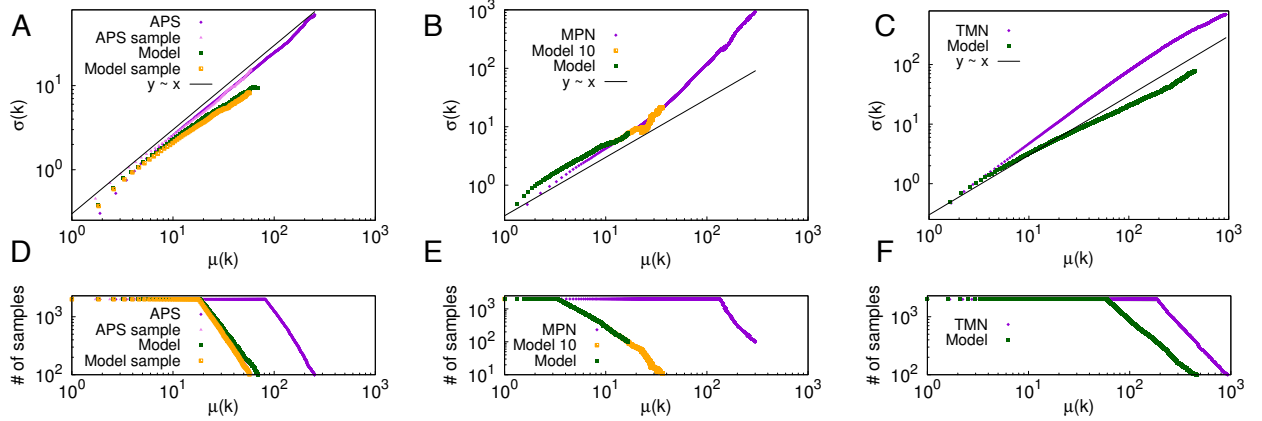 A
σ(k)
10^1
10^0
APS
APS sample
Model
Model sample
y ~ x
10^0 10^1 10^2 10^3
μ(k)
B
σ(k)
10^3
10^2
10^1
10^0
MPN
Model 10
Model
y ~ x
10^0 10^1 10^2 10^3
μ(k)
C
σ(k)
10^2
10^1
10^0
TMN
Model
y ~ x
10^0 10^1 10^2 10^3
μ(k)
D
# of samples
10^3
10^2
APS
APS sample
Model
Model sample
10^0 10^1 10^2 10^3
μ(k)
E
# of samples
10^3
10^2
10^1
MPN
Model 10
Model
10^0 10^1 10^2 10^3
μ(k)
F
# of samples
10^3
10^2
TMN
Model
10^0 10^1 10^2 10^3
μ(k)